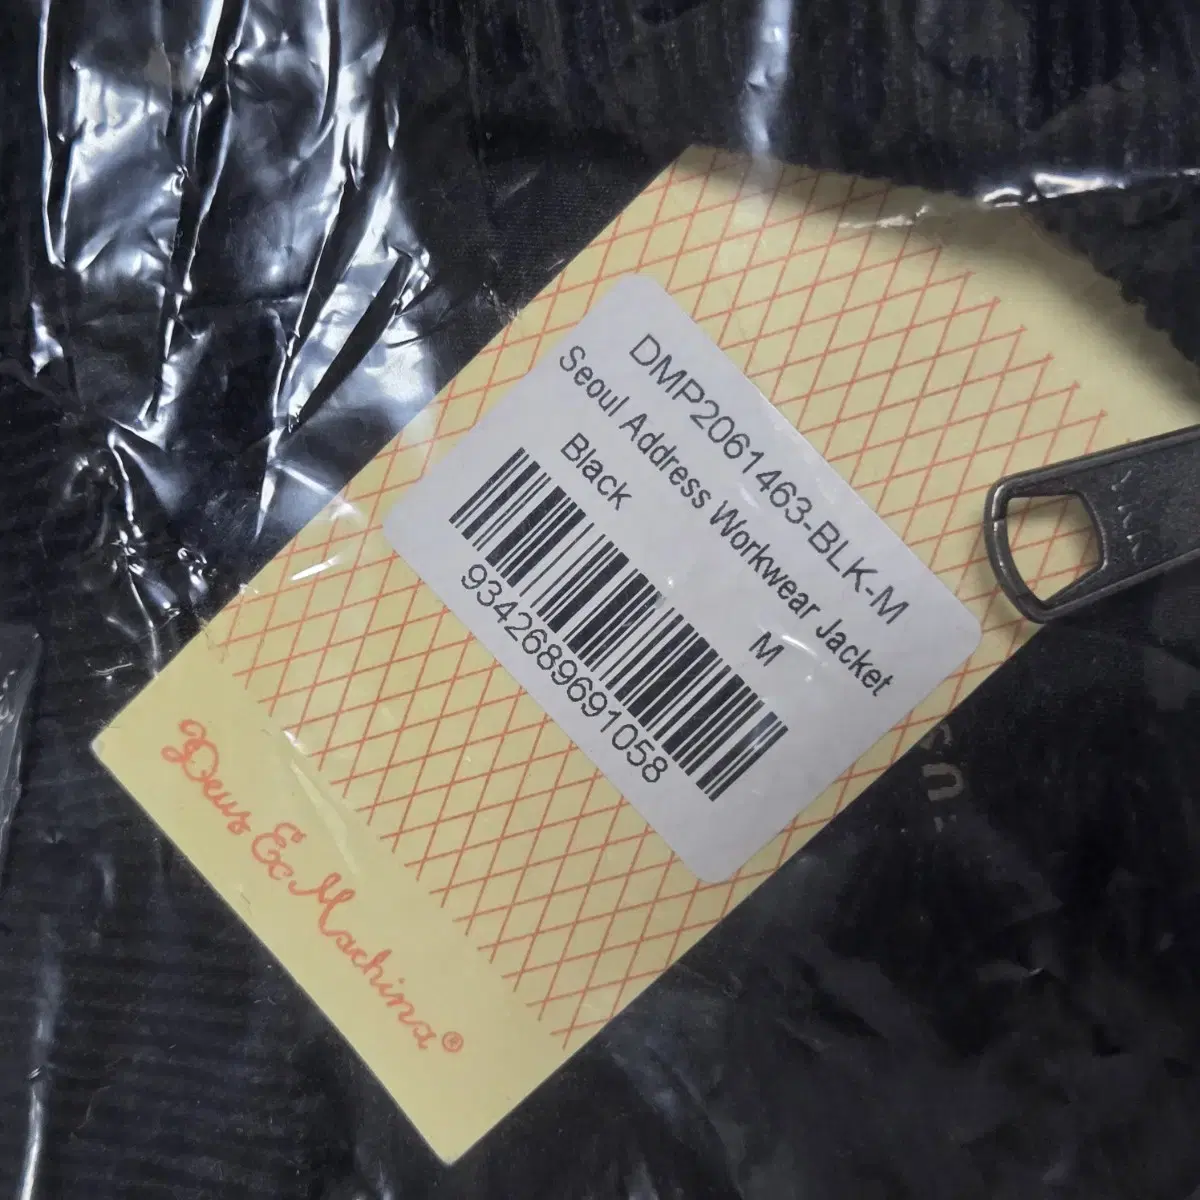 DMP2061463-BLK-M
Seoul Address Workwear Jacket
Black M
9342689691058
Deus Ex Machina®